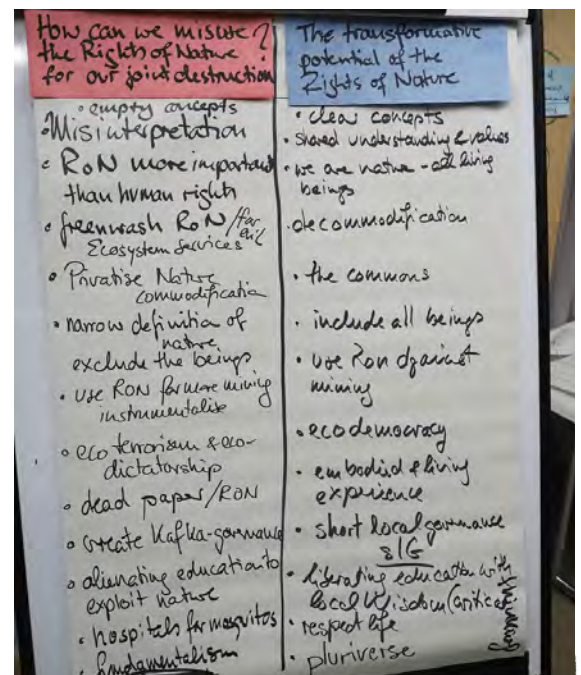 How can we misuse ?
the Rights of Nature
for our joint destruction
• empty concepts
• Misinterpretation
• RoN more important
than human rights
• greenwash RoN/for
evil
Ecosystem Services
• Privatise Nature
commodification
• narrow definition of
nature,
exclude the beings
• use RON for more mining
instrumentalise
• eco terrorism & eco-
dictatorship
• dead paper/RON
• create Kafka-governance
• alienating education to
exploit nature
• hospitals for mosquitos
• fundamentalism
The transformative
potential of the
Rights of Nature
• clear concepts
• shared understanding & values
• we are nature - all living
beings
• decommodification
• the commons
• include all beings
• use Ron against
mining
• ecodemocracy
• embodied & living
experience
• short local governance
• liberating education with
local wisdom (critical
thinking)
• respect life
• pluriverse